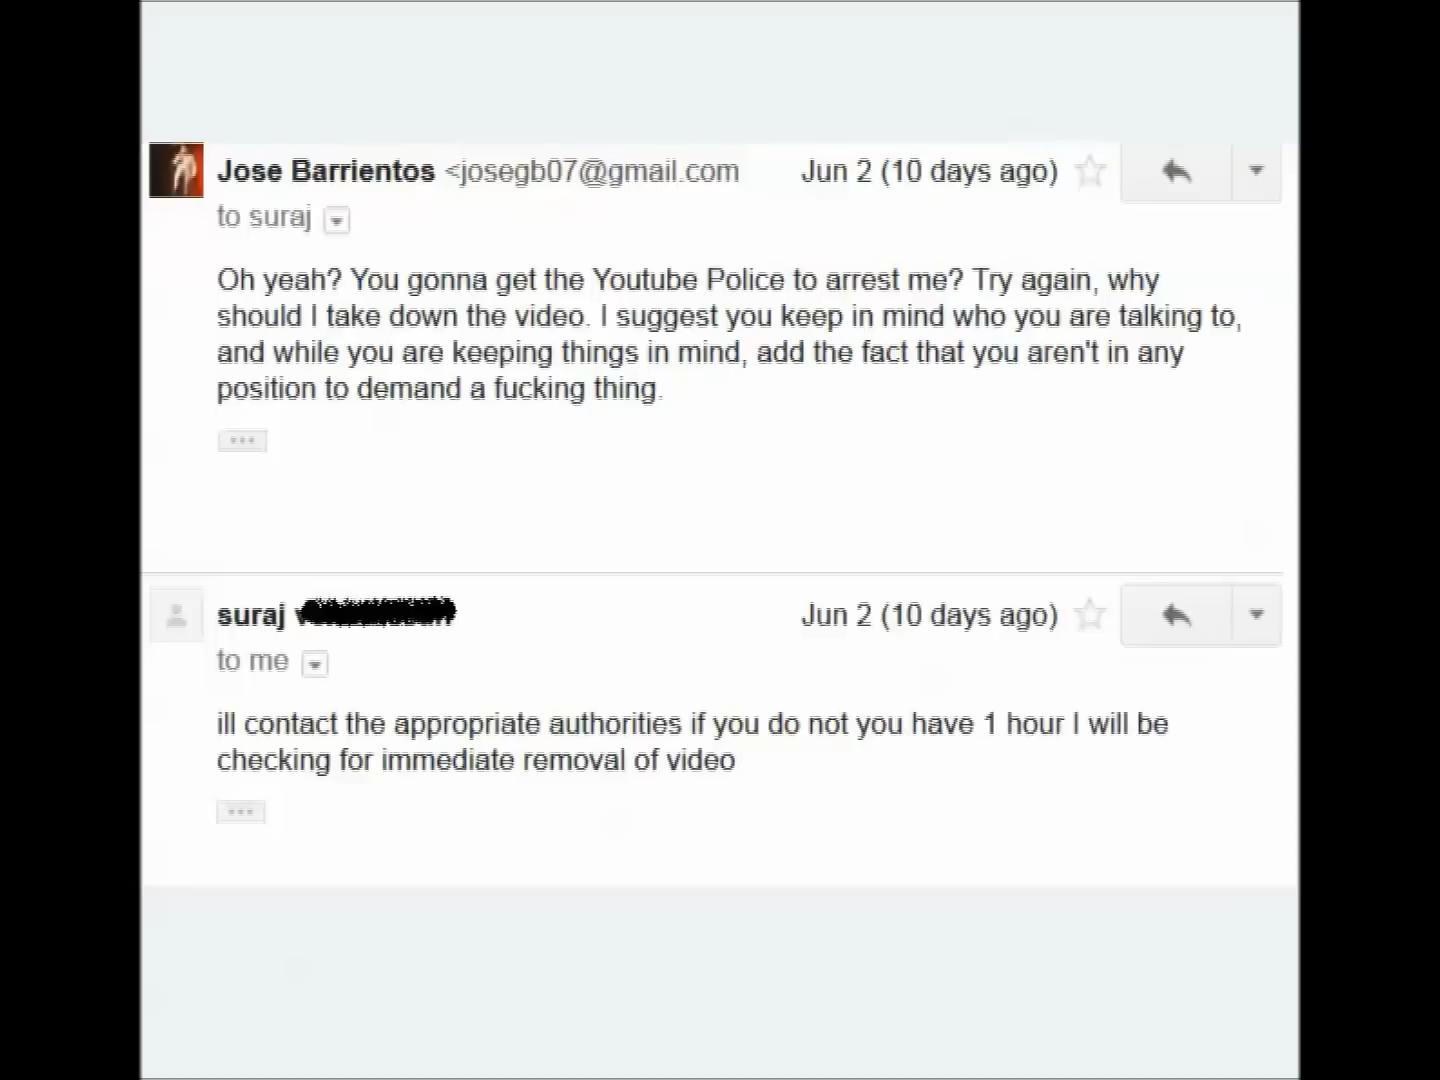 Jose Barrientos <josegb07@gmail.com Jun 2 (10 days ago)
to suraj
Oh yeah? You gonna get the Youtube Police to arrest me? Try again, why
should I take down the video. I suggest you keep in mind who you are talking to,
and while you are keeping things in mind, add the fact that you aren't in any
position to demand a fucking thing.
suraj Jun 2 (10 days ago)
to me
ill contact the appropriate authorities if you do not you have 1 hour I will be
checking for immediate removal of video